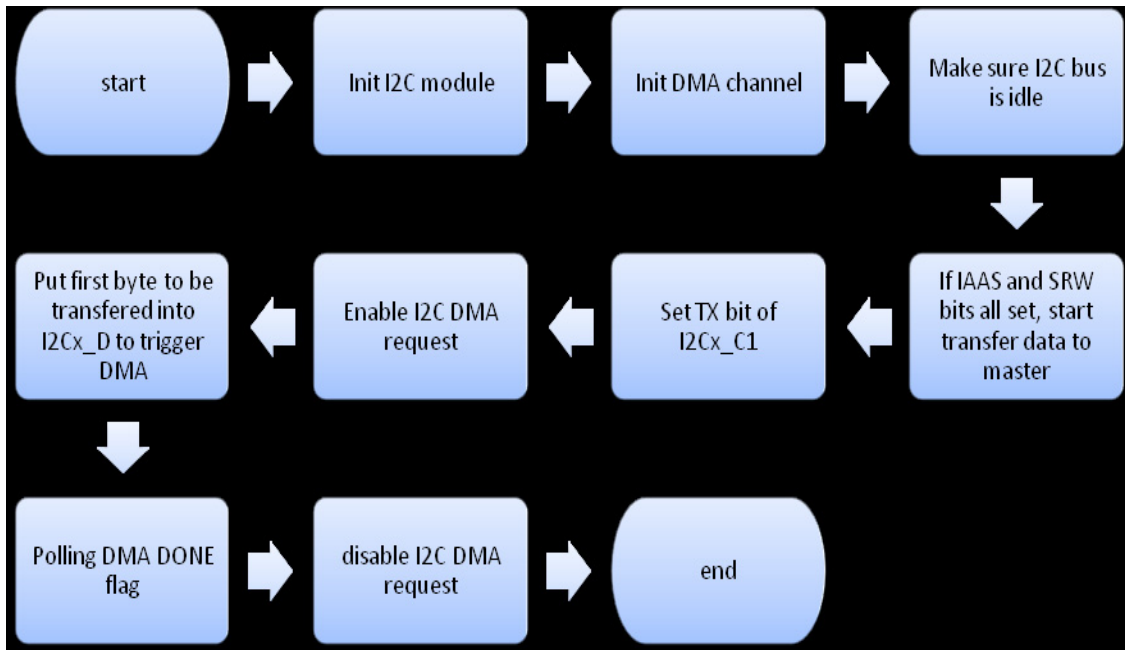 start
Init I2C module
Init DMA channel
Make sure I2C bus
is idle
If IAAS and SRW
bits all set, start
transfer data to
master
Set TX bit of
I2Cx_C1
Enable I2C DMA
request
Put first byte to be
transfered into
I2Cx_D to trigger
DMA
Polling DMA DONE
flag
disable I2C DMA
request
end